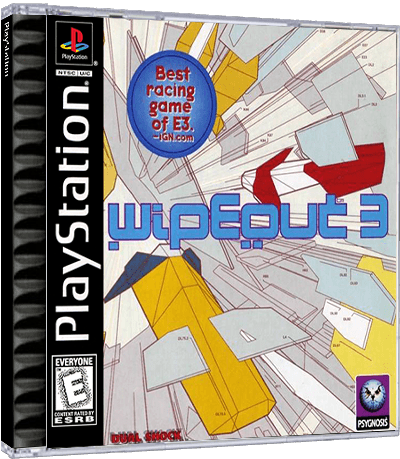 PlayStation
PlayStation
NTSC U/C
PlayStation
Best
racing
game
of E3.
—IGN.com
wipEout 3
EVERYONE
E
CONTENT RATED BY
ESRB
DUAL SHOCK
PSYGNOSIS